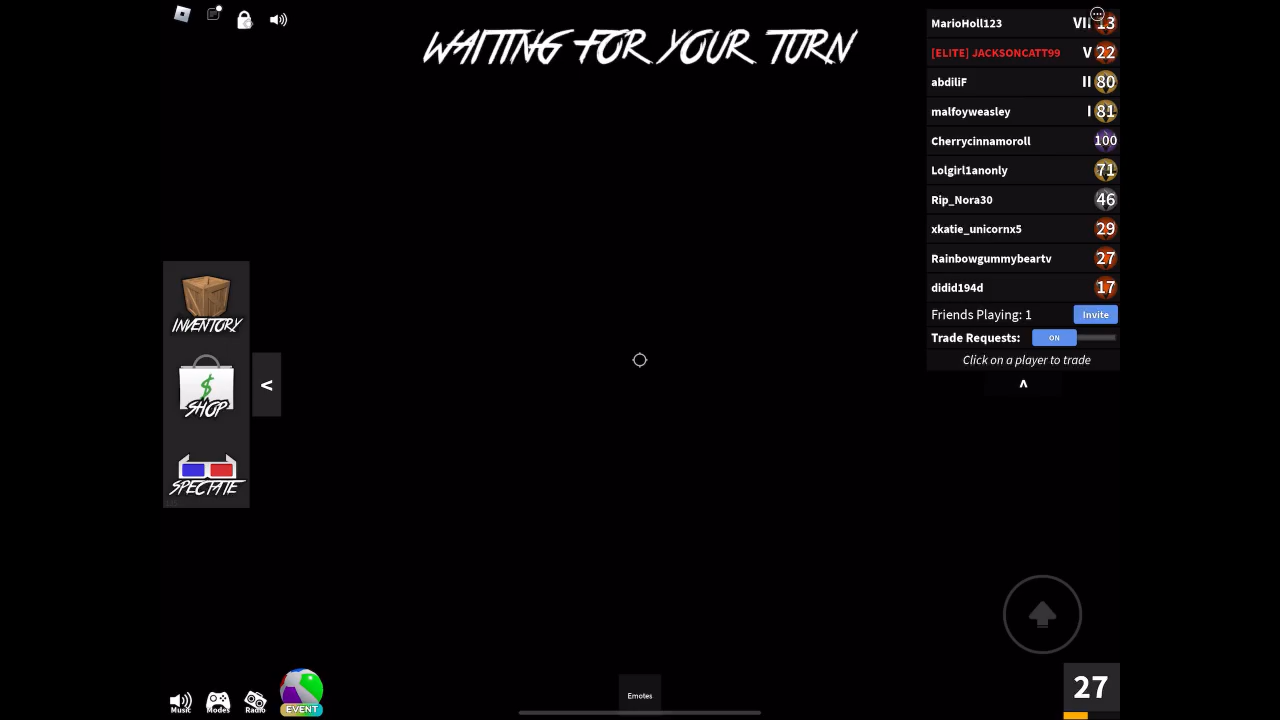 WAITING FOR YOUR TURN
MarioHoll123 VII 13
[ELITE] JACKSONCATT99 V 22
abdiliF II 80
malfoyweasley I 81
Cherrycinnamoroll 100
Lolgirl1anonly 71
Rip_Nora30 46
xkatie_unicornx5 29
Rainbowgummybeartv 27
didid194d 17
Friends Playing: 1 Invite
Trade Requests: ON
Click on a player to trade
^
INVENTORY
$
SHOP
<
SPECTATE
Music
Modes
Radio
EVENT
Emotes
27